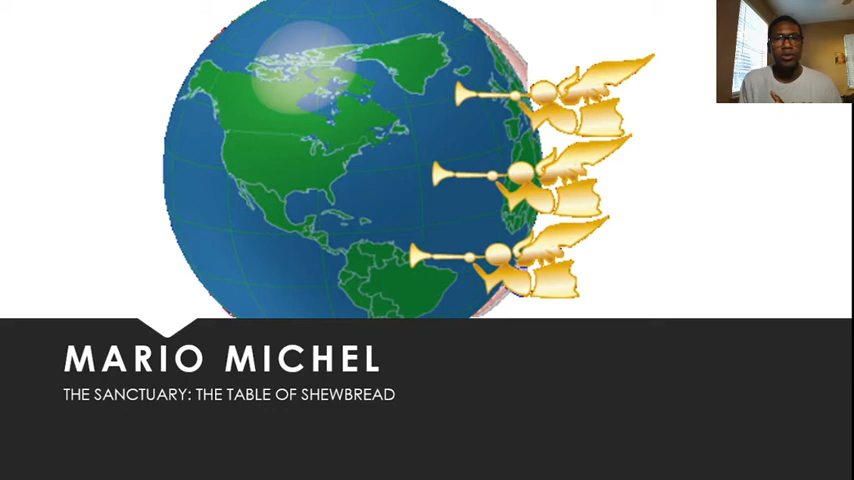 MARIO MICHEL
THE SANCTUARY: THE TABLE OF SHEWBREAD